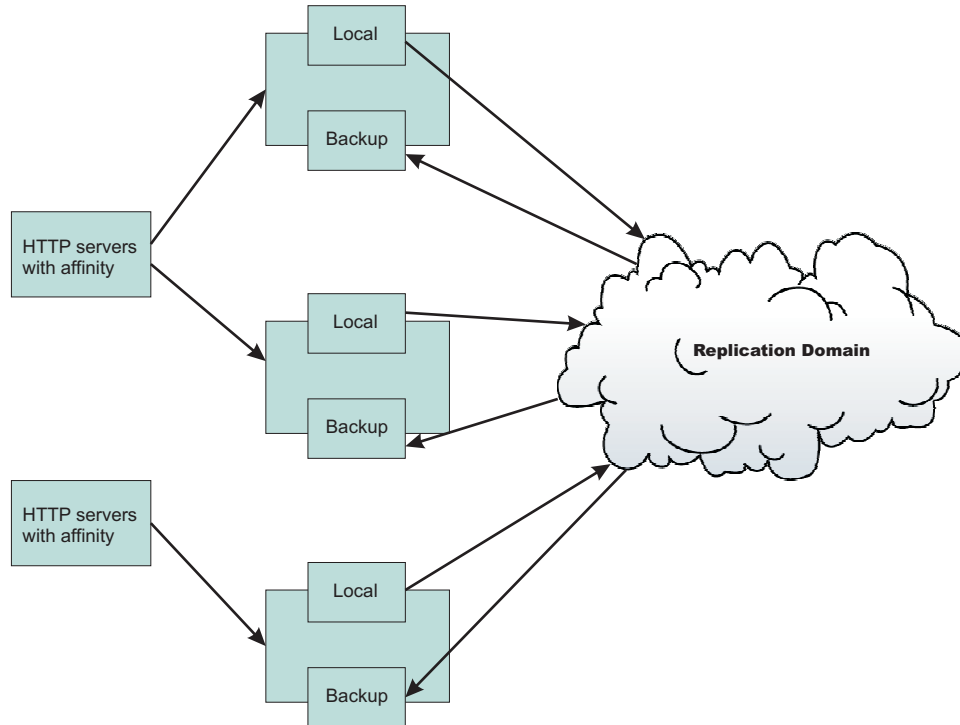 Local
Backup
HTTP servers
with affinity
Local
Replication Domain
Backup
HTTP servers
with affinity
Local
Backup